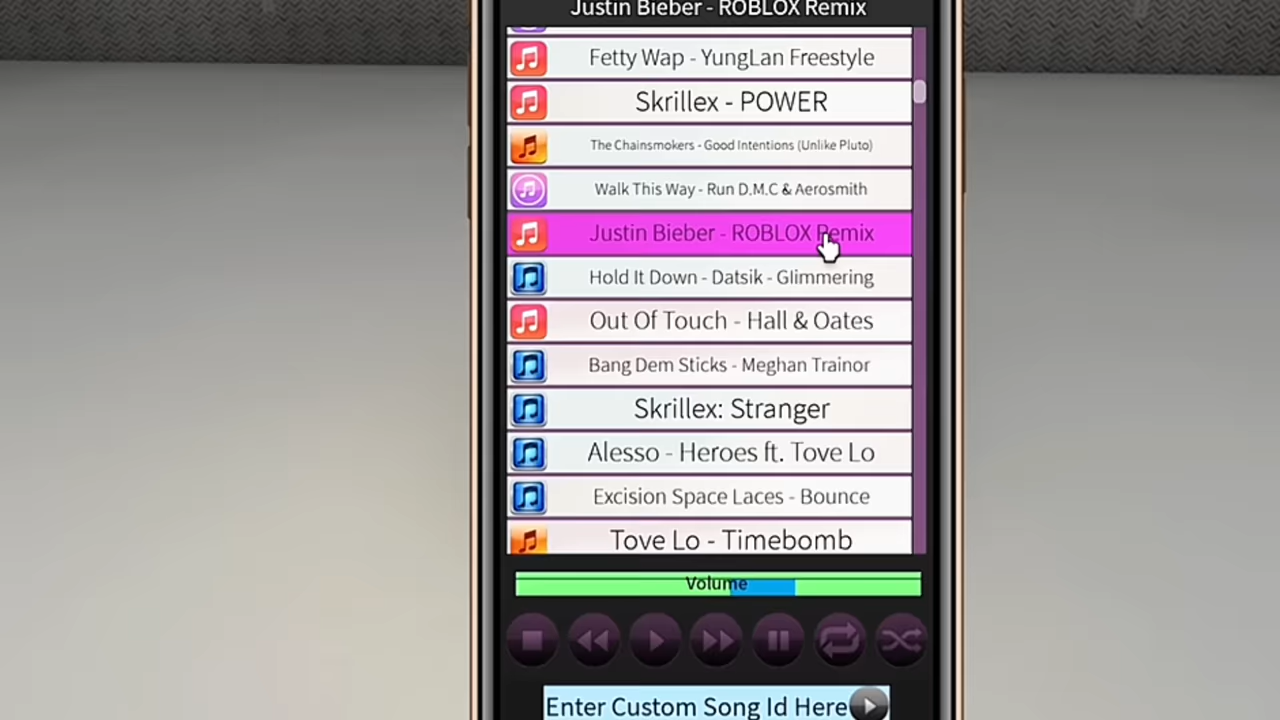 Justin Bieber - ROBLOX Remix
Fetty Wap - YungLan Freestyle
Skrillex - POWER
The Chainsmokers - Good Intentions (Unlike Pluto)
Walk This Way - Run D.M.C & Aerosmith
Justin Bieber - ROBLOX Remix
Hold It Down - Datsik - Glimmering
Out Of Touch - Hall & Oates
Bang Dem Sticks - Meghan Trainor
Skrillex: Stranger
Alesso - Heroes ft. Tove Lo
Excision Space Laces - Bounce
Tove Lo - Timebomb
Volume
Enter Custom Song Id Here